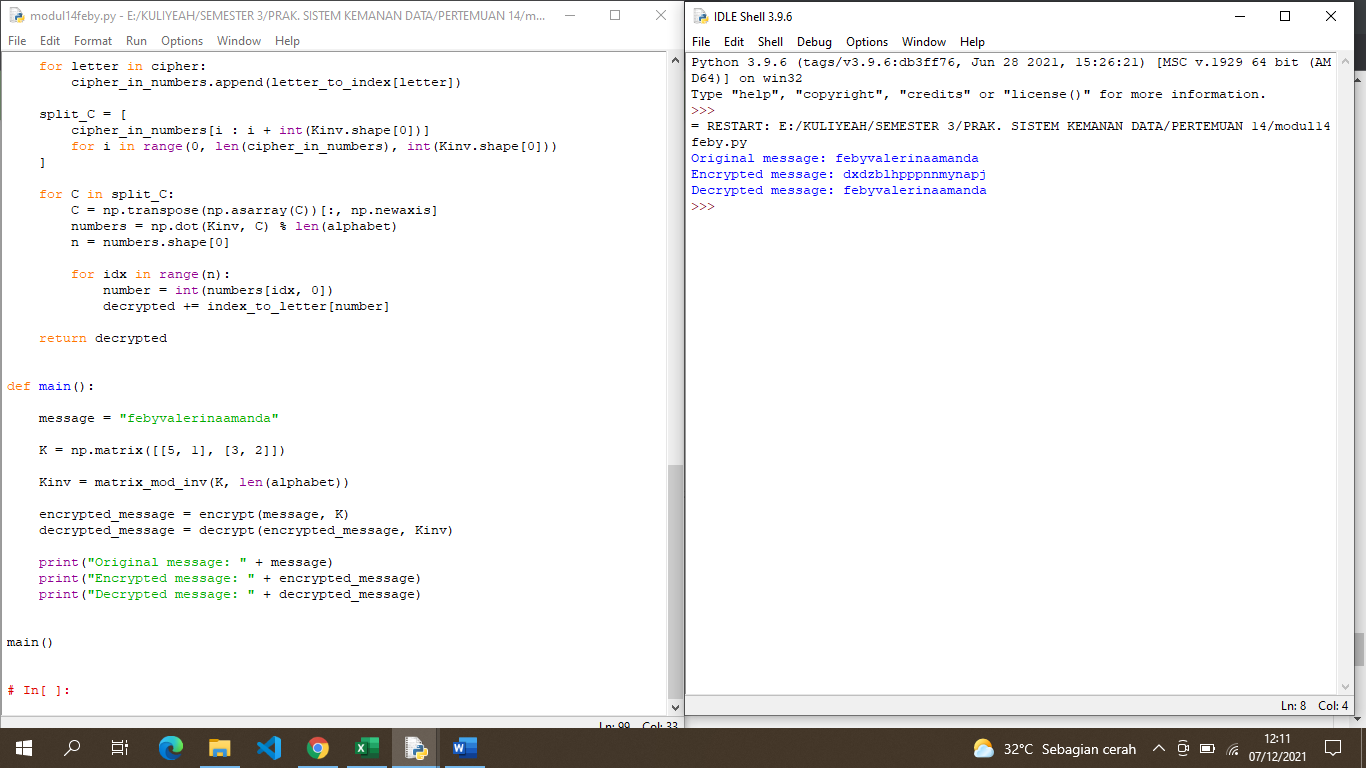 modul14feby.py - E:/KULIYEAH/SEMESTER 3/PRAK. SISTEM KEMANAN DATA/PERTEMUAN 14/m...
File Edit Format Run Options Window Help
    for letter in cipher:
        cipher_in_numbers.append(letter_to_index[letter])

    split_C = [
        cipher_in_numbers[i : i + int(Kinv.shape[0])]
        for i in range(0, len(cipher_in_numbers), int(Kinv.shape[0]))
    ]

    for C in split_C:
        C = np.transpose(np.asarray(C))[:, np.newaxis]
        numbers = np.dot(Kinv, C) % len(alphabet)
        n = numbers.shape[0]

        for idx in range(n):
            number = int(numbers[idx, 0])
            decrypted += index_to_letter[number]

    return decrypted


def main():

    message = "febyvalerinaamanda"

    K = np.matrix([[5, 1], [3, 2]])

    Kinv = matrix_mod_inv(K, len(alphabet))

    encrypted_message = encrypt(message, K)
    decrypted_message = decrypt(encrypted_message, Kinv)

    print("Original message: " + message)
    print("Encrypted message: " + encrypted_message)
    print("Decrypted message: " + decrypted_message)


main()


# In[ ]:
Ln: 99 Col: 33
IDLE Shell 3.9.6
File Edit Shell Debug Options Window Help
Python 3.9.6 (tags/v3.9.6:db3ff76, Jun 28 2021, 15:26:21) [MSC v.1929 64 bit (AM
D64)] on win32
Type "help", "copyright", "credits" or "license()" for more information.
>>>
= RESTART: E:/KULIYEAH/SEMESTER 3/PRAK. SISTEM KEMANAN DATA/PERTEMUAN 14/modul14
feby.py
Original message: febyvalerinaamanda
Encrypted message: dxdzblhpppnnmynapj
Decrypted message: febyvalerinaamanda
>>>
Ln: 8 Col: 4
32°C Sebagian cerah
12:11
07/12/2021